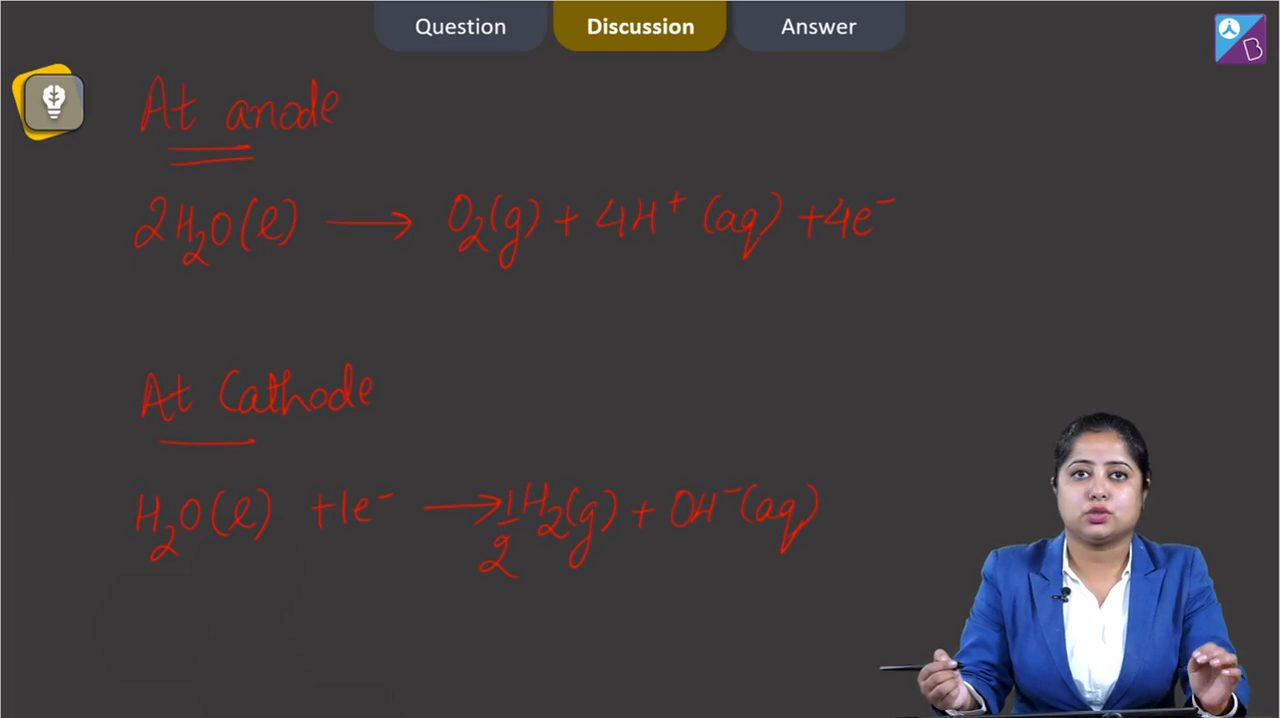 Question Discussion Answer
At anode
2H₂O(l) ⟶ O₂(g) + 4H⁺ (aq) + 4e⁻
At Cathode
H₂O(l) + 1e⁻ ⟶ 1/2 H₂(g) + OH⁻(aq)
B